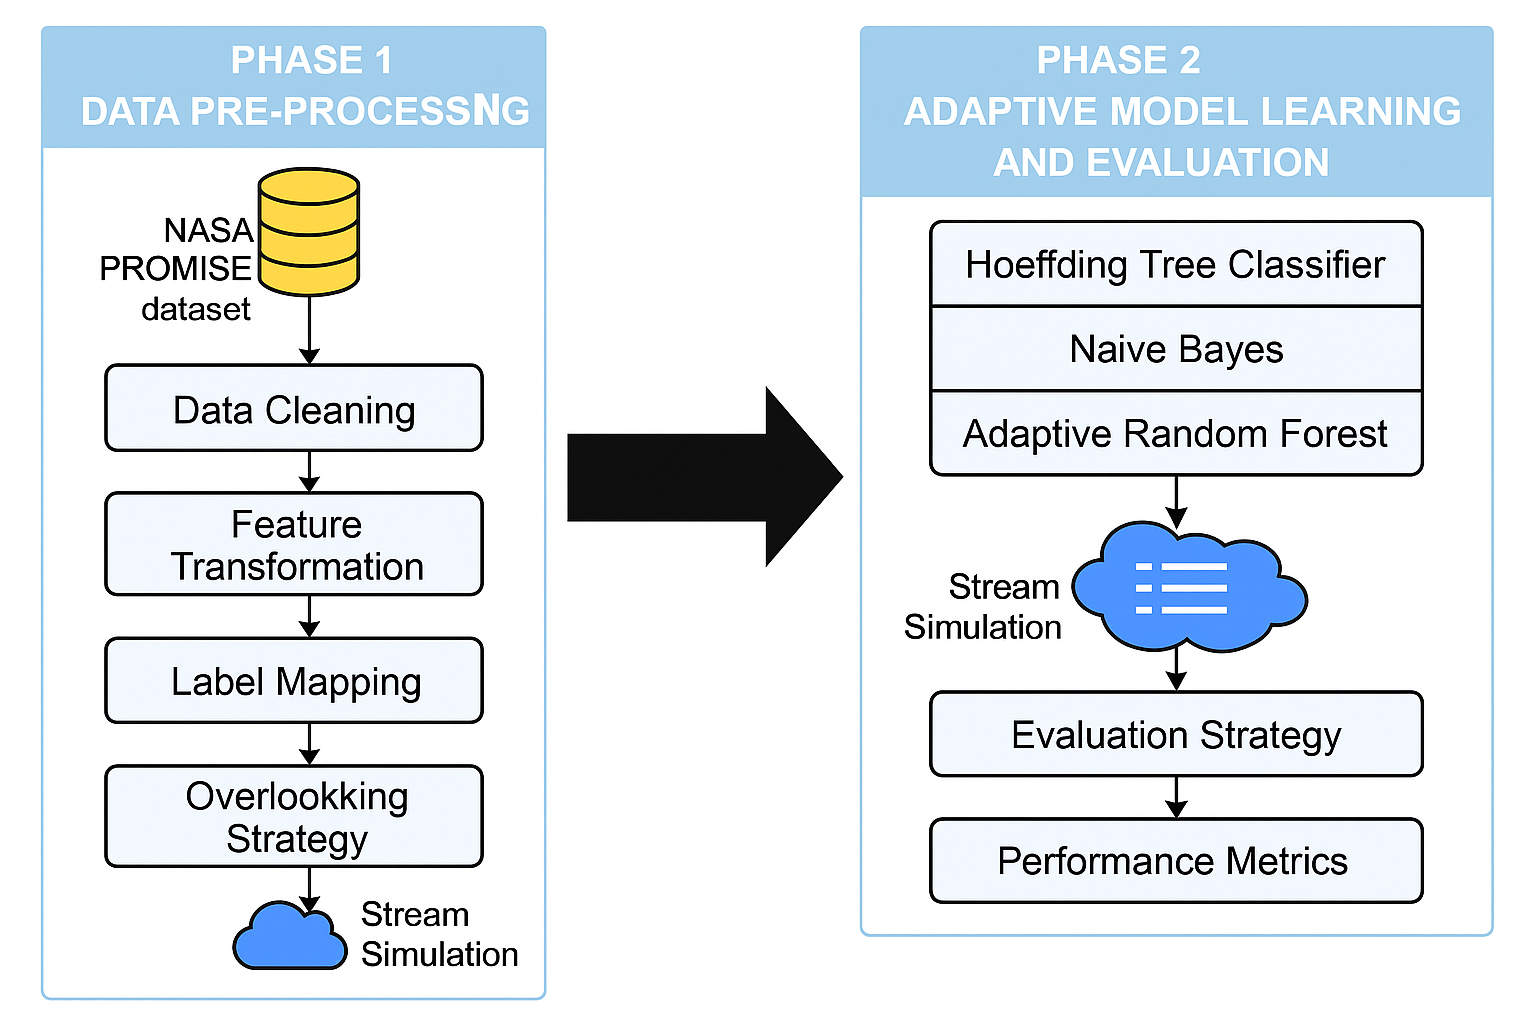 PHASE 1
DATA PRE-PROCESSNG
NASA
PROMISE
dataset
Data Cleaning
Feature
Transformation
Label Mapping
Overlookking
Strategy
Stream
Simulation
PHASE 2
ADAPTIVE MODEL LEARNING
AND EVALUATION
Hoeffding Tree Classifier
Naive Bayes
Adaptive Random Forest
Stream
Simulation
Evaluation Strategy
Performance Metrics